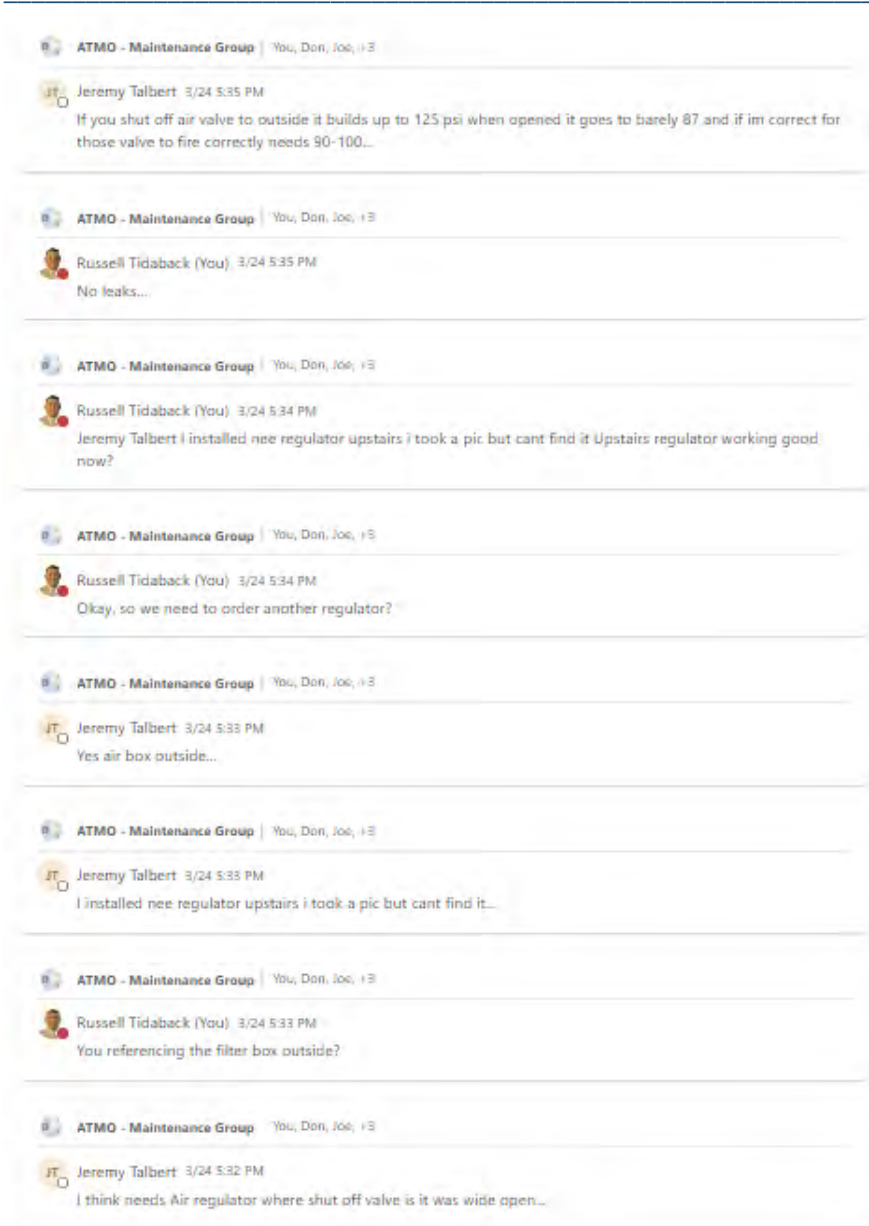 ATMO - Maintenance Group | You, Don, Joe, +3
JT Jeremy Talbert 3/24 5:35 PM
If you shut off air valve to outside it builds up to 125 psi when opened it goes to barely 87 and if im correct for
those valve to fire correctly needs 90-100...
ATMO - Maintenance Group | You, Don, Joe, +3
Russell Tidaback (You) 3/24 5:35 PM
No leaks...
ATMO - Maintenance Group | You, Don, Joe, +3
Russell Tidaback (You) 3/24 5:34 PM
Jeremy Talbert I installed nee regulator upstairs i took a pic but cant find it Upstairs regulator working good
now?
ATMO - Maintenance Group | You, Don, Joe, +3
Russell Tidaback (You) 3/24 5:34 PM
Okay, so we need to order another regulator?
ATMO - Maintenance Group | You, Don, Joe, +3
JT Jeremy Talbert 3/24 5:33 PM
Yes air box outside...
ATMO - Maintenance Group | You, Don, Joe, +3
JT Jeremy Talbert 3/24 5:33 PM
I installed nee regulator upstairs i took a pic but cant find it...
ATMO - Maintenance Group | You, Don, Joe, +3
Russell Tidaback (You) 3/24 5:33 PM
You referencing the filter box outside?
ATMO - Maintenance Group You, Don, Joe, +3
JT Jeremy Talbert 3/24 5:32 PM
I think needs Air regulator where shut off valve is it was wide open...